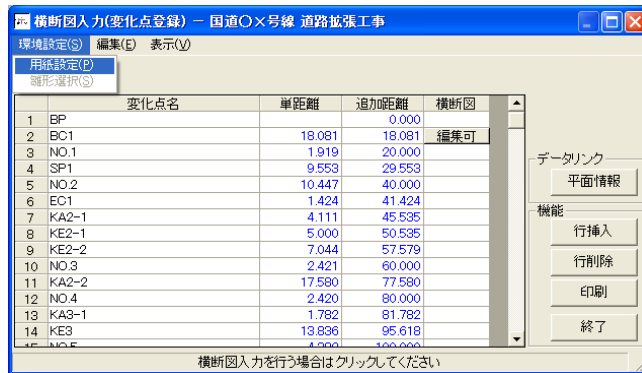 横断図入力(変化点登録) － 国道○×号線 道路拡張工事
環境設定(S) 編集(E) 表示(V)
用紙設定(P)
雛形選択(S)
変化点名 単距離 追加距離 横断図
1 BP 0.000
2 BC1 18.081 18.081 編集可
3 NO.1 1.919 20.000
4 SP1 9.553 29.553
5 NO.2 10.447 40.000
6 EC1 1.424 41.424
7 KA2-1 4.111 45.535
8 KE2-1 5.000 50.535
9 KE2-2 7.044 57.579
10 NO.3 2.421 60.000
11 KA2-2 17.580 77.580
12 NO.4 2.420 80.000
13 KA3-1 1.782 81.782
14 KE3 13.836 95.618
データリンク
平面情報
機能
行挿入
行削除
印刷
終了
横断図入力を行う場合はクリックしてください